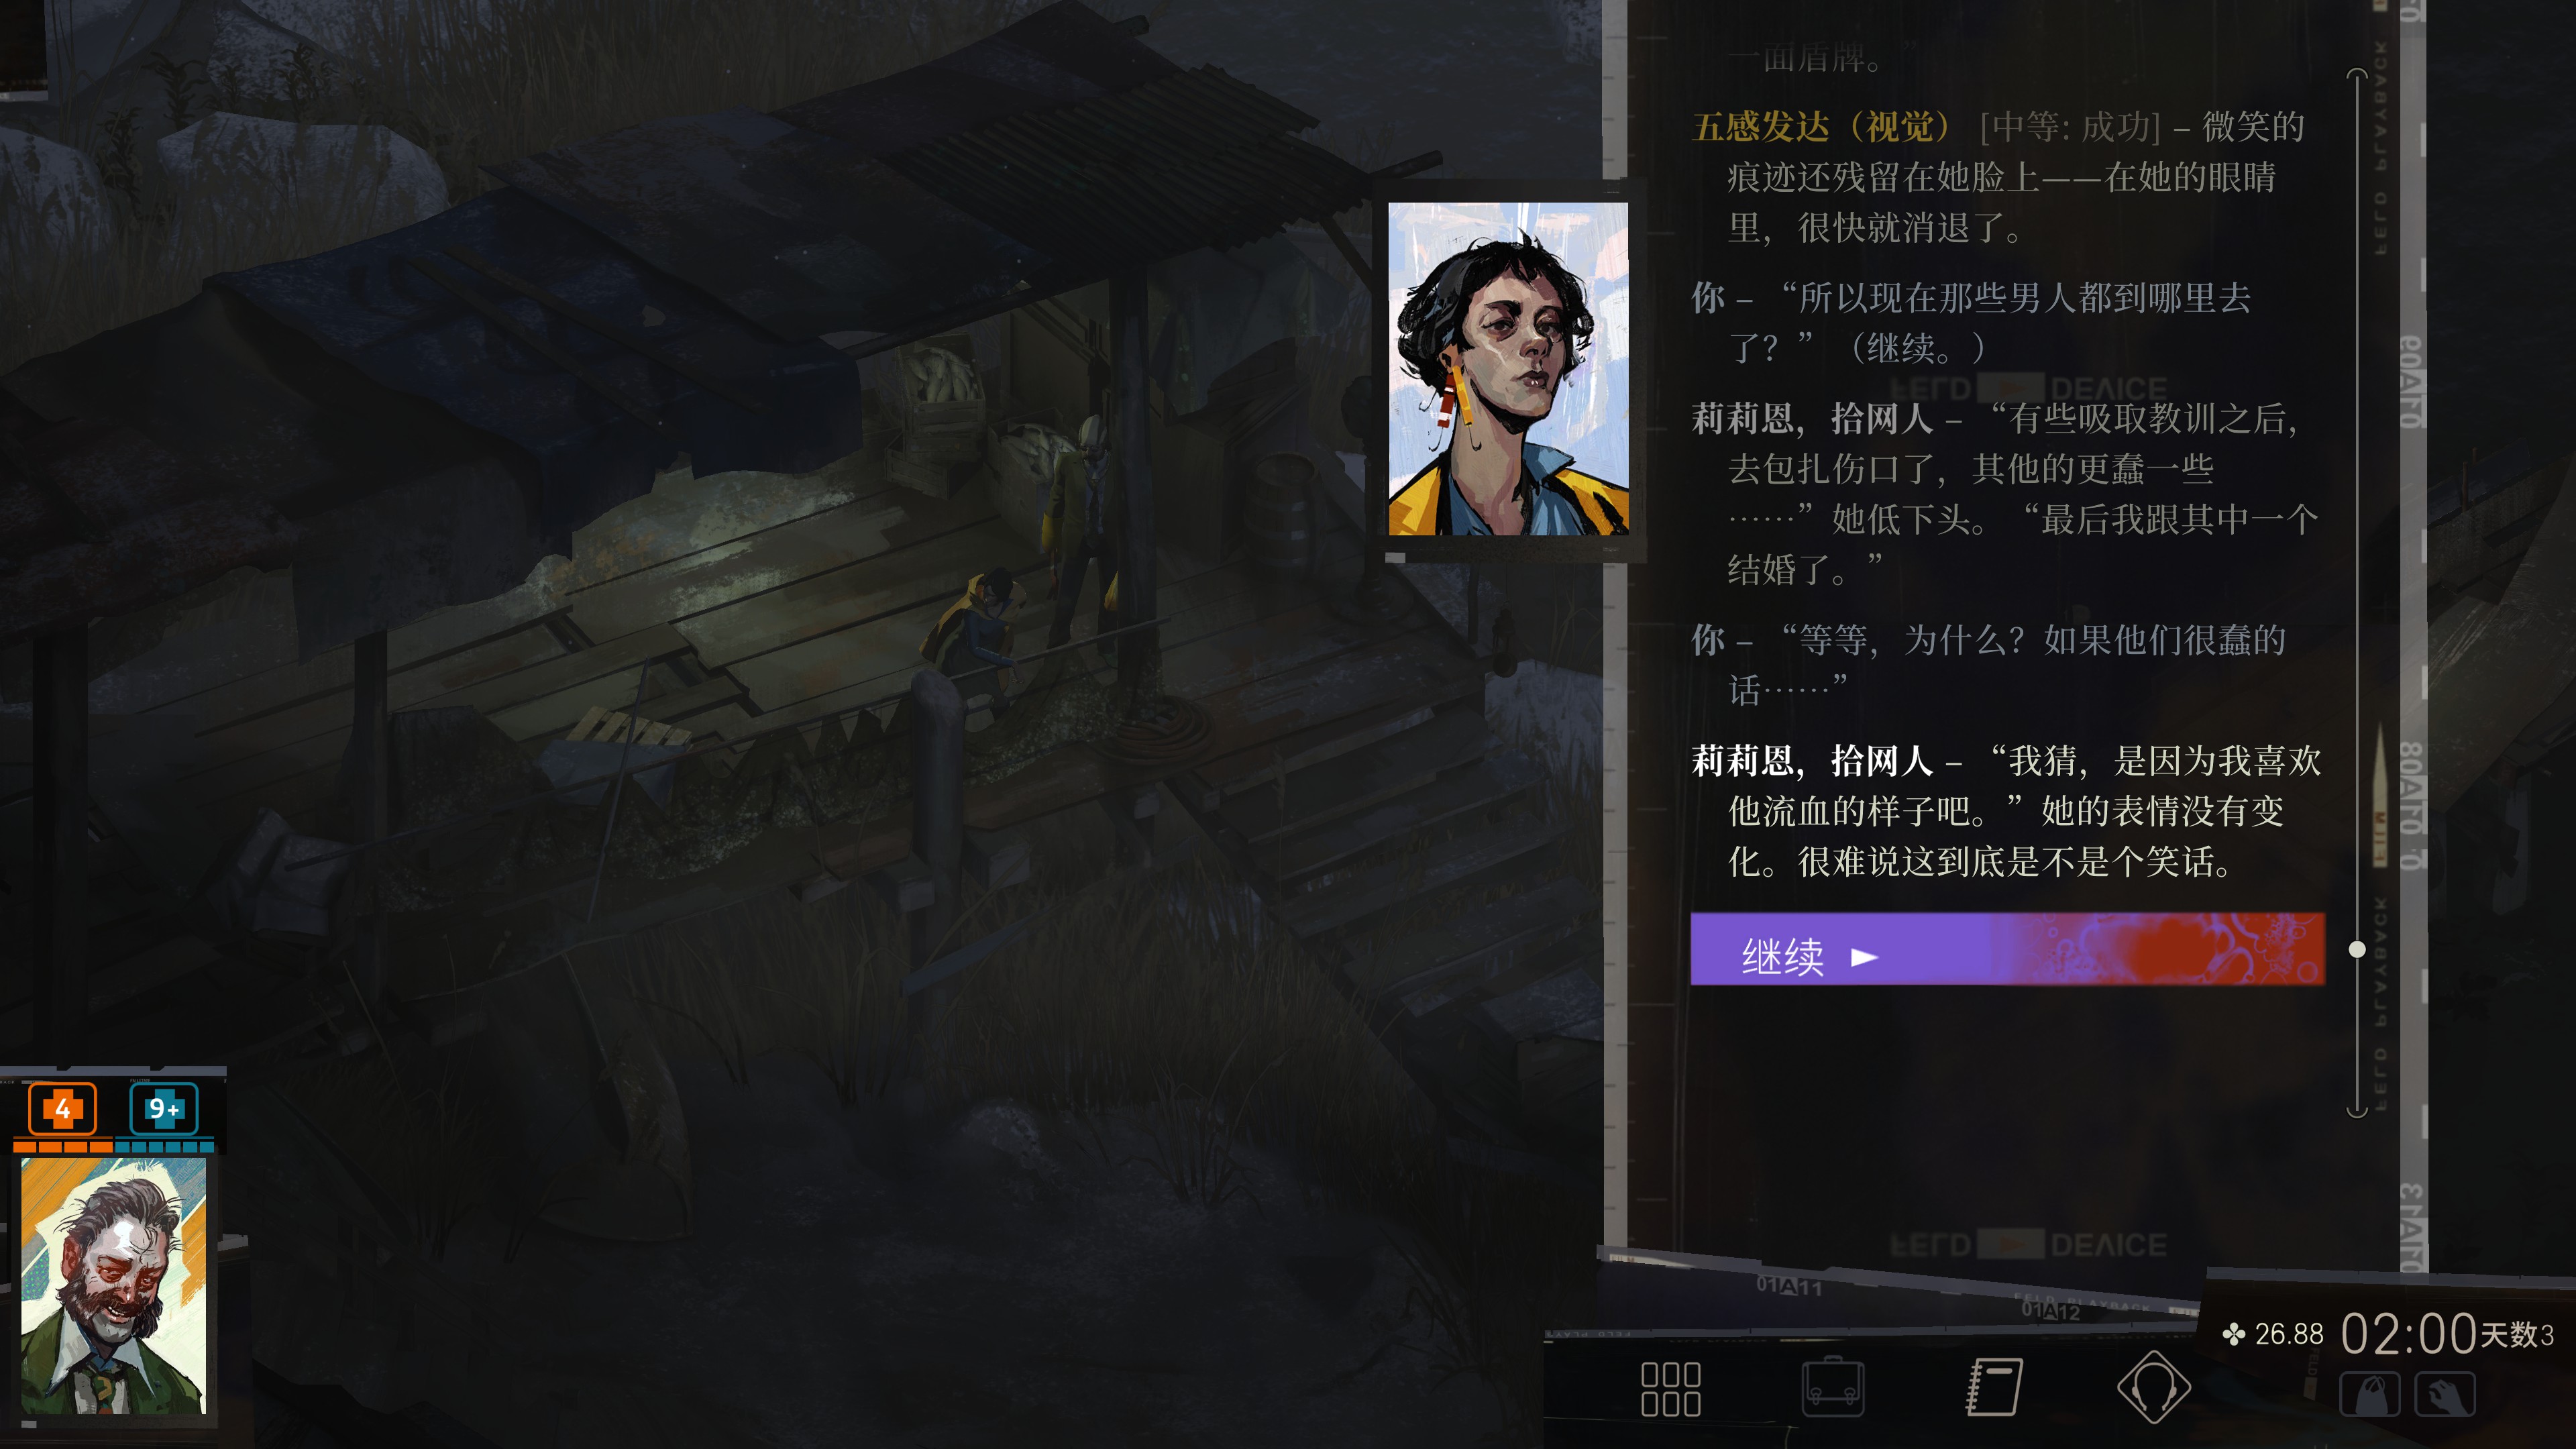 一面盾牌。”
五感发达（视觉） [中等: 成功] – 微笑的
痕迹还残留在她脸上——在她的眼睛
里，很快就消退了。
你 – “所以现在那些男人都到哪里去
了？”（继续。）
莉莉恩，拾网人 – “有些吸取教训之后，
去包扎伤口了，其他的更蠢一些
……”她低下头。“最后我跟其中一个
结婚了。”
你 – “等等，为什么？如果他们很蠢的
话……”
莉莉恩，拾网人 – “我猜，是因为我喜欢
他流血的样子吧。”她的表情没有变
化。很难说这到底是不是个笑话。
继续
4
9+
01A11
01A12
26.88
02:00
天数3